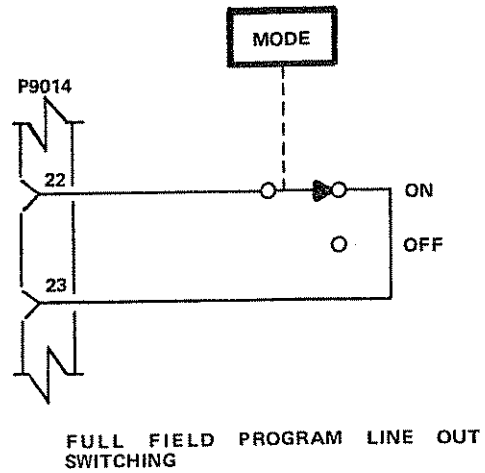 MODE
P9014
22
ON
OFF
23
FULL FIELD PROGRAM LINE OUT
SWITCHING